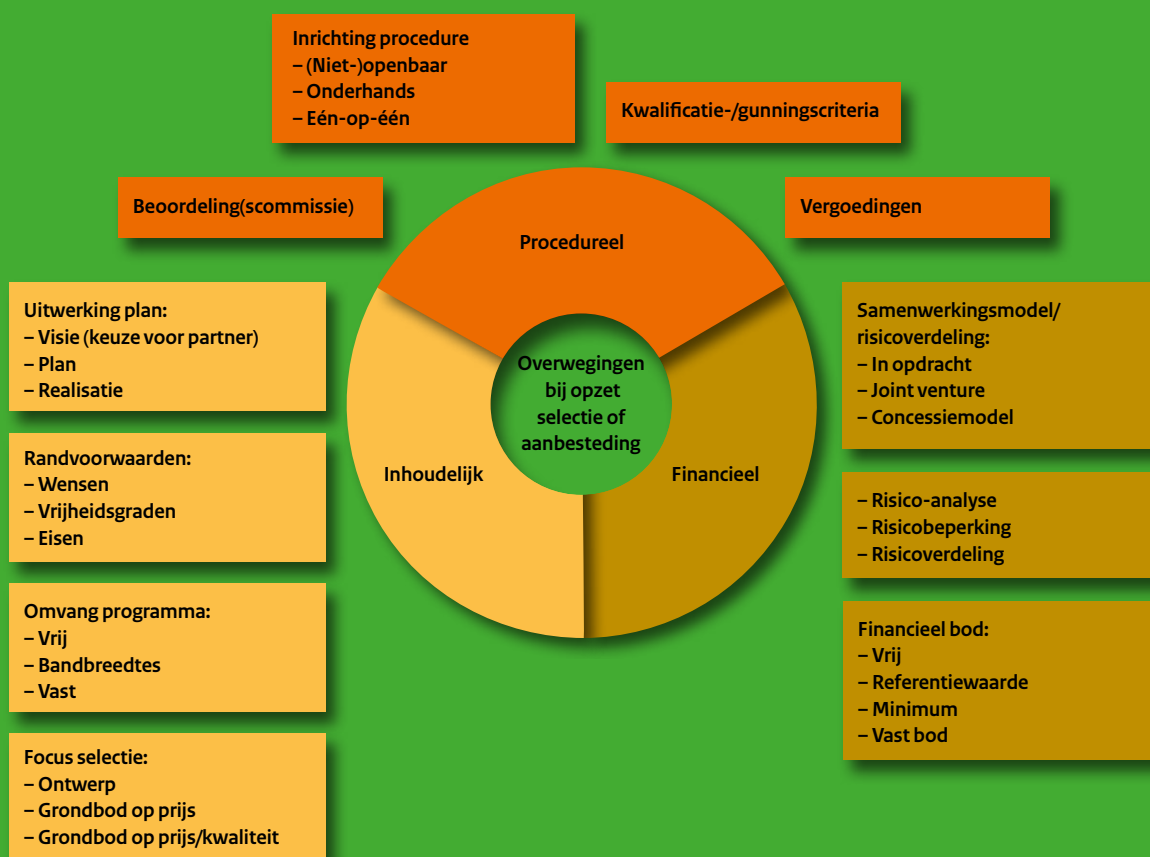 Inrichting procedure
– (Niet-)openbaar
– Onderhands
– Eén-op-één
Kwalificatie-/gunningscriteria
Beoordeling(scommissie)
Vergoedingen
Procedureel
Uitwerking plan:
– Visie (keuze voor partner)
– Plan
– Realisatie
Randvoorwaarden:
– Wensen
– Vrijheidsgraden
– Eisen
Omvang programma:
– Vrij
– Bandbreedtes
– Vast
Focus selectie:
– Ontwerp
– Grondbod op prijs
– Grondbod op prijs/kwaliteit
Overwegingen
bij opzet
selectie of
aanbesteding
Inhoudelijk
Financieel
Samenwerkingsmodel/
risicoverdeling:
– In opdracht
– Joint venture
– Concessiemodel
– Risico-analyse
– Risicobeperking
– Risicoverdeling
Financieel bod:
– Vrij
– Referentiewaarde
– Minimum
– Vast bod